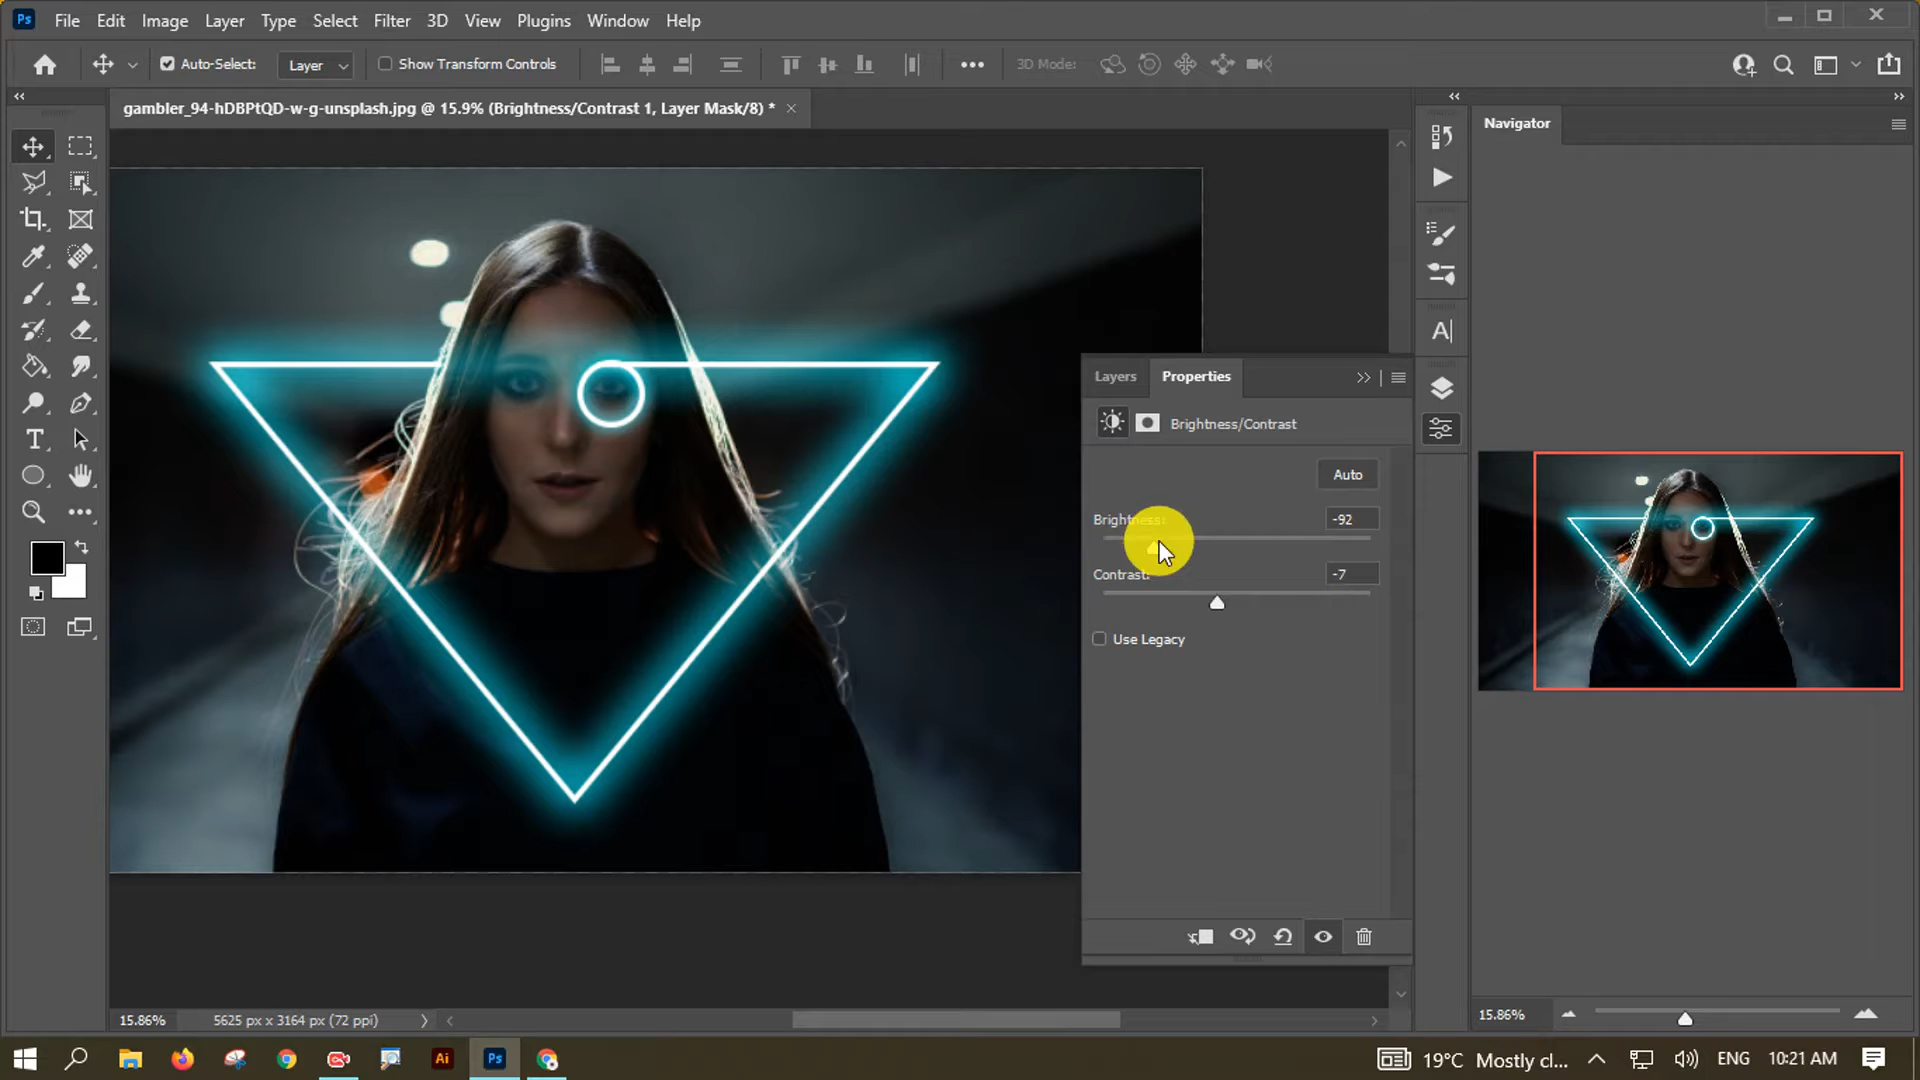 Ps File Edit Image Layer Type Select Filter 3D View Plugins Window Help
Auto-Select: Layer Show Transform Controls 3D Mode:
gambler_94-hDBPtQD-w-g-unsplash.jpg @ 15.9% (Brightness/Contrast 1, Layer Mask/8) *
Navigator
Layers Properties
Brightness/Contrast
Auto
Brightness: -92
Contrast: -7
Use Legacy
15.86% 5625 px x 3164 px (72 ppi)
15.86%
Ai Ps 19°C Mostly cl... ENG 10:21 AM